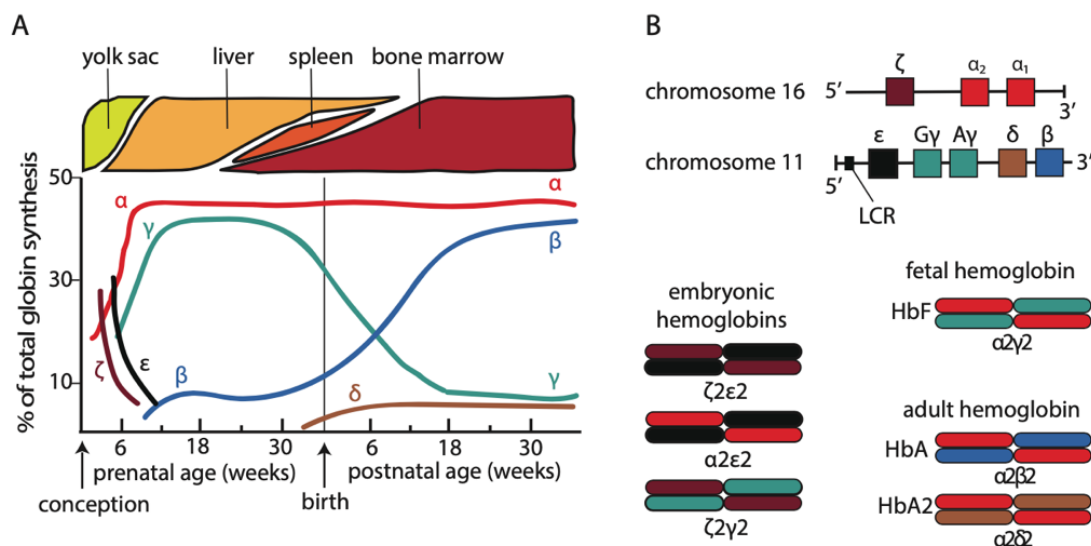 A
yolk sac liver spleen bone marrow
50
30
10
% of total globin synthesis
α
γ
ζ
ε
β
δ
α
β
γ
6 18 30 6 18 30
prenatal age (weeks) postnatal age (weeks)
conception birth
B
chromosome 16 5′ ζ α₂ α₁ 3′
chromosome 11 5′ ε Gγ Aγ δ β 3′
LCR
embryonic
hemoglobins
ζ2ε2
α2ε2
ζ2γ2
fetal hemoglobin
HbF
α2γ2
adult hemoglobin
HbA
α2β2
HbA2
α2δ2